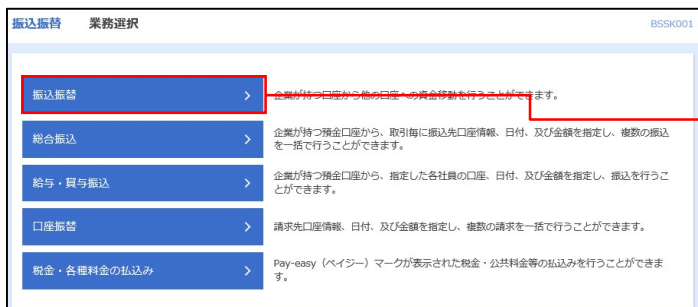 振込振替 業務選択 BSSK001
振込振替 企業が持つ口座から他の口座への資金移動を行うことができます。
総合振込 企業が持つ預金口座から、取引毎に振込先口座情報、日付、及び金額を指定し、複数の振込
を一括で行うことができます。
給与・賞与振込 企業が持つ預金口座から、指定した各社員の口座、日付、及び金額を指定し、振込を行うこ
とができます。
口座振替 請求先口座情報、日付、及び金額を指定し、複数の請求を一括で行うことができます。
税金・各種料金の払込み Pay-easy（ペイジー）マークが表示された税金・公共料金等の払込みを行うことができま
す。